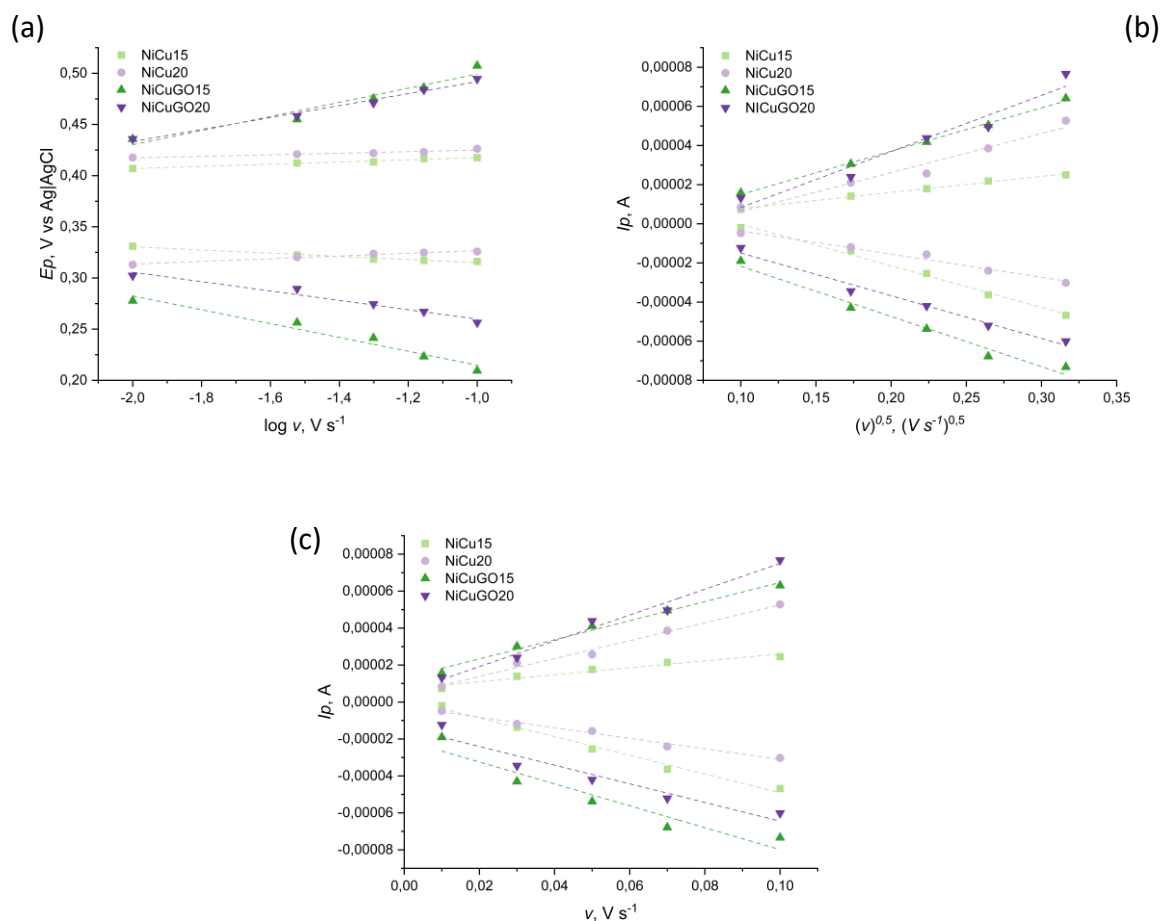 (a)
NiCu15
NiCu20
NiCuGO15
NiCuGO20
0,50
0,45
0,40
0,35
0,30
0,25
0,20
Ep, V vs Ag|AgCl
-2,0 -1,8 -1,6 -1,4 -1,2 -1,0
log v, V s⁻¹
(b)
NiCu15
NiCu20
NiCuGO15
NICuGO20
0,00008
0,00006
0,00004
0,00002
0,00000
-0,00002
-0,00004
-0,00006
-0,00008
Ip, A
0,10 0,15 0,20 0,25 0,30 0,35
(v)⁰,⁵, (V s⁻¹)⁰,⁵
(c)
NiCu15
NiCu20
NiCuGO15
NiCuGO20
0,00008
0,00006
0,00004
0,00002
0,00000
-0,00002
-0,00004
-0,00006
-0,00008
Ip, A
0,00 0,02 0,04 0,06 0,08 0,10
v, V s⁻¹